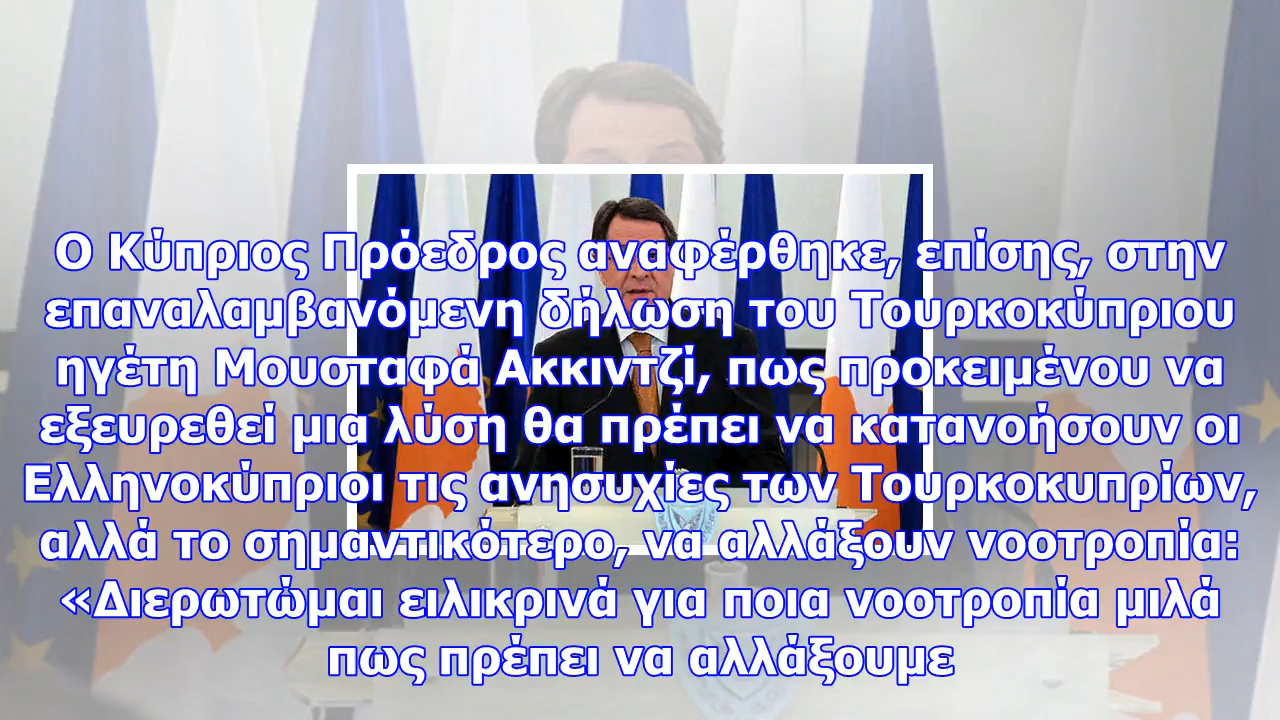 Ο Κύπριος Πρόεδρος αναφέρθηκε, επίσης, στην
επαναλαμβανόμενη δήλωση του Τουρκοκύπριου
ηγέτη Μουσταφά Ακκιντζί, πως προκειμένου να
εξευρεθεί μια λύση θα πρέπει να κατανοήσουν οι
Ελληνοκύπριοι τις ανησυχίες των Τουρκοκυπρίων,
αλλά το σημαντικότερο, να αλλάξουν νοοτροπία:
«Διερωτώμαι ειλικρινά για ποια νοοτροπία μιλά
πως πρέπει να αλλάξουμε